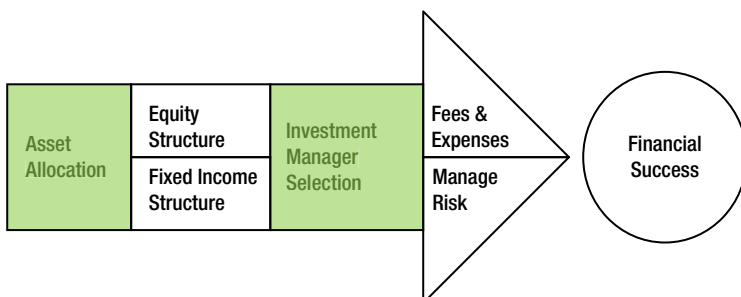 Asset
Allocation
Equity
Structure
Fixed Income
Structure
Investment
Manager
Selection
Fees &
Expenses
Manage
Risk
Financial
Success